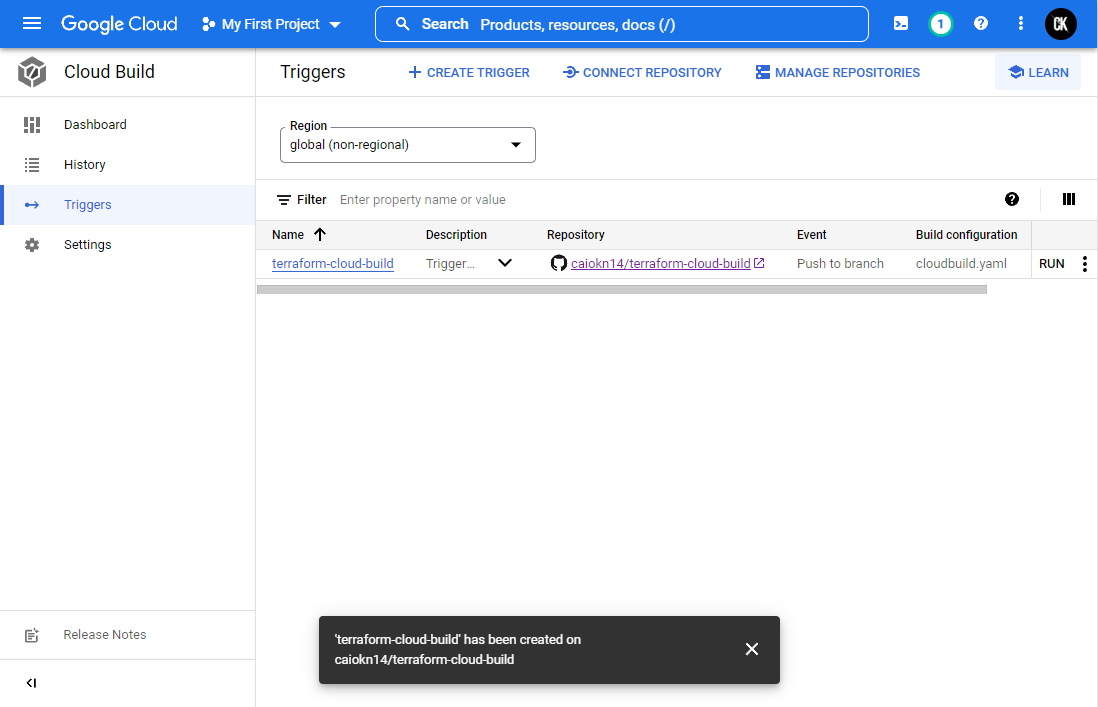 Google Cloud
My First Project
Search Products, resources, docs (/)
1
CK
Cloud Build
Triggers
CREATE TRIGGER
CONNECT REPOSITORY
MANAGE REPOSITORIES
LEARN
Dashboard
History
Triggers
Settings
Region
global (non-regional)
Filter Enter property name or value
Name Description Repository Event Build configuration
terraform-cloud-build Trigger... caiokn14/terraform-cloud-build Push to branch cloudbuild.yaml RUN
Release Notes
'terraform-cloud-build' has been created on
caiokn14/terraform-cloud-build